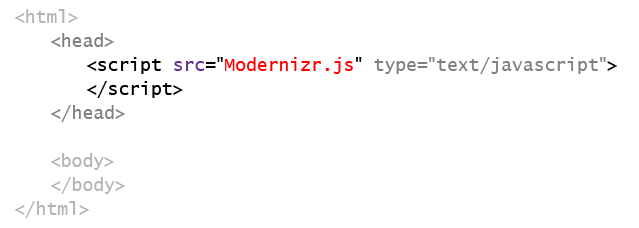 <html>
<head>
<script src="Modernizr.js" type="text/javascript">
</script>
</head>
<body>
</body>
</html>